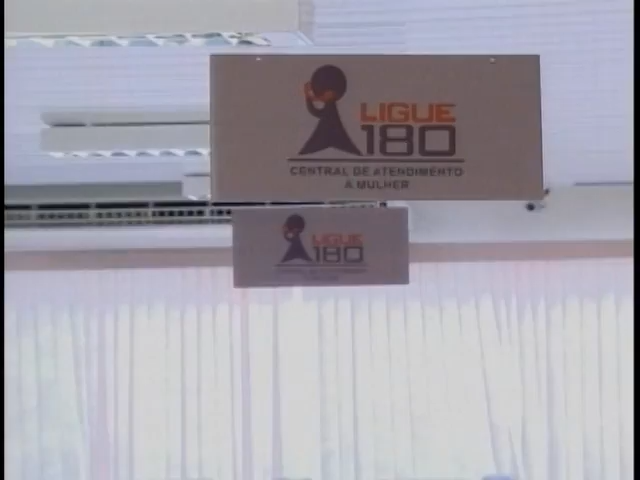 LIGUE
180
CENTRAL DE ATENDIMENTO
A MULHER
LIGUE
180